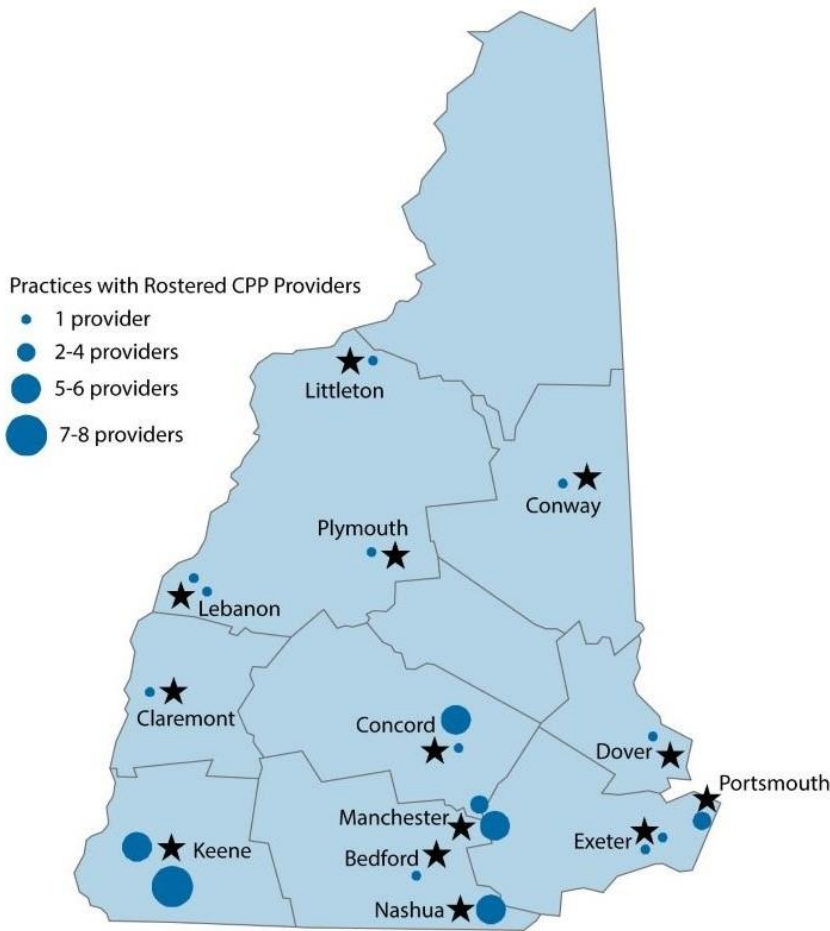 Practices with Rostered CPP Providers
1 provider
2-4 providers
5-6 providers
7-8 providers
Littleton
Conway
Plymouth
Lebanon
Claremont
Concord
Dover
Portsmouth
Manchester
Exeter
Keene
Bedford
Nashua